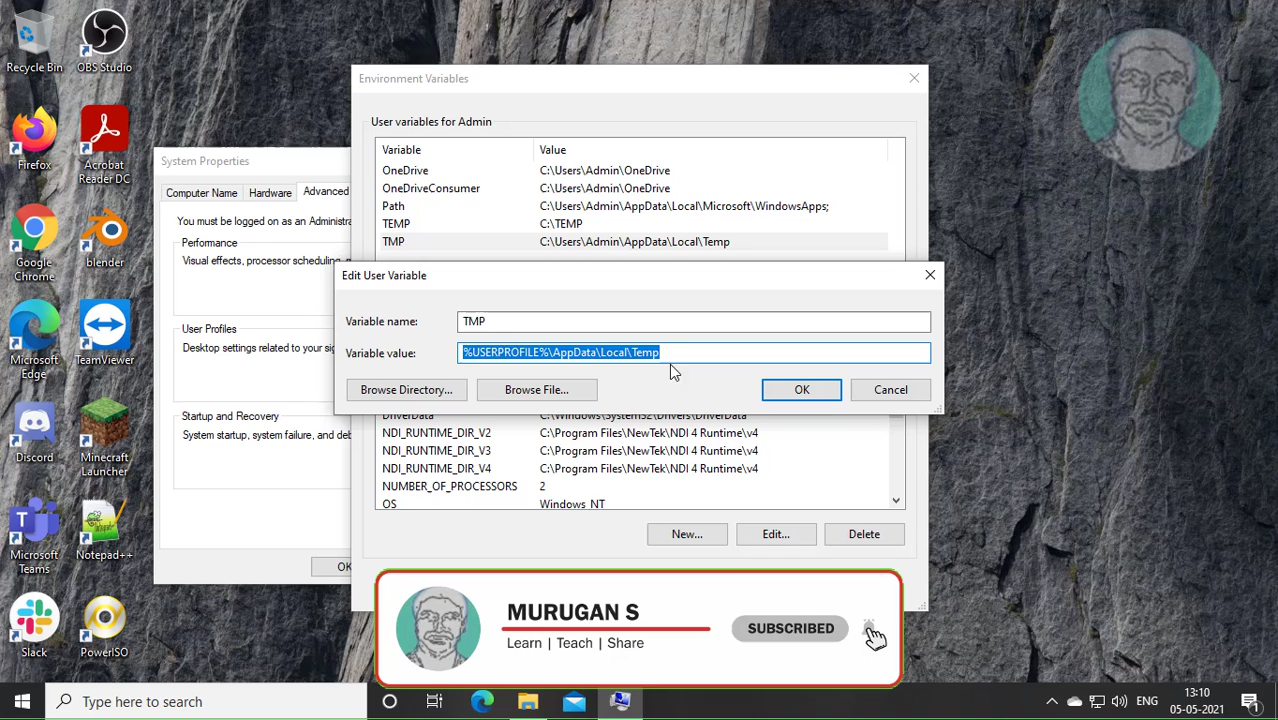 Recycle Bin
OBS Studio
Firefox
Acrobat
Reader DC
Google
Chrome
blender
Microsoft
Edge
TeamViewer
Discord
Minecraft
Launcher
Microsoft
Teams
Notepad++
Slack
PowerISO
System Properties
Computer Name
Hardware
Advanced
You must be logged on as an Administra
Performance
Visual effects, processor scheduling,
User Profiles
Desktop settings related to your sig
Startup and Recovery
System startup, system failure, and deb
OK
Environment Variables
User variables for Admin
Variable Value
OneDrive C:\Users\Admin\OneDrive
OneDriveConsumer C:\Users\Admin\OneDrive
Path C:\Users\Admin\AppData\Local\Microsoft\WindowsApps;
TEMP C:\TEMP
TMP C:\Users\Admin\AppData\Local\Temp
Edit User Variable
Variable name: TMP
Variable value: %USERPROFILE%\AppData\Local\Temp
Browse Directory... Browse File... OK Cancel
DriverData C:\Windows\System32\Drivers\DriverData
NDI_RUNTIME_DIR_V2 C:\Program Files\NewTek\NDI 4 Runtime\v4
NDI_RUNTIME_DIR_V3 C:\Program Files\NewTek\NDI 4 Runtime\v4
NDI_RUNTIME_DIR_V4 C:\Program Files\NewTek\NDI 4 Runtime\v4
NUMBER_OF_PROCESSORS 2
OS Windows_NT
New... Edit... Delete
MURUGAN S
Learn | Teach | Share
SUBSCRIBED
Type here to search
ENG
13:10
05-05-2021
1